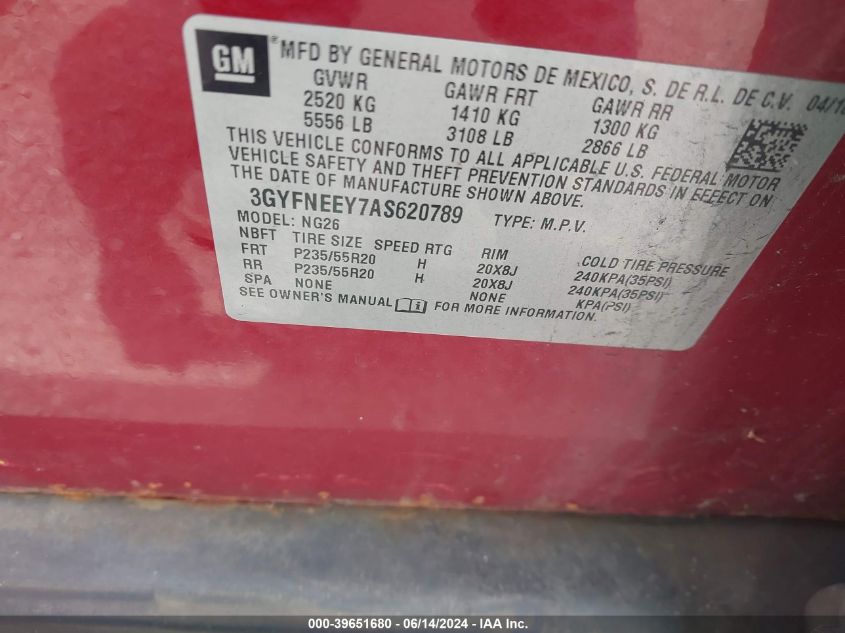 GM
® MFD BY GENERAL MOTORS DE MEXICO, S. DE R.L. DE C.V. 04/10
GVWR GAWR FRT GAWR RR
2520 KG 1410 KG 1300 KG
5556 LB 3108 LB 2866 LB
THIS VEHICLE CONFORMS TO ALL APPLICABLE U.S. FEDERAL MOTOR
VEHICLE SAFETY AND THEFT PREVENTION STANDARDS IN EFFECT ON
THE DATE OF MANUFACTURE SHOWN ABOVE.
3GYFNEEY7AS620789 TYPE: M.P.V.
MODEL: NG26
NBFT TIRE SIZE SPEED RTG RIM COLD TIRE PRESSURE
FRT P235/55R20 H 20X8J 240KPA(35PSI)
RR P235/55R20 H 20X8J 240KPA(35PSI)
SPA NONE NONE KPA(PSI)
SEE OWNER'S MANUAL FOR MORE INFORMATION.
000-39651680 - 06/14/2024 - IAA Inc.